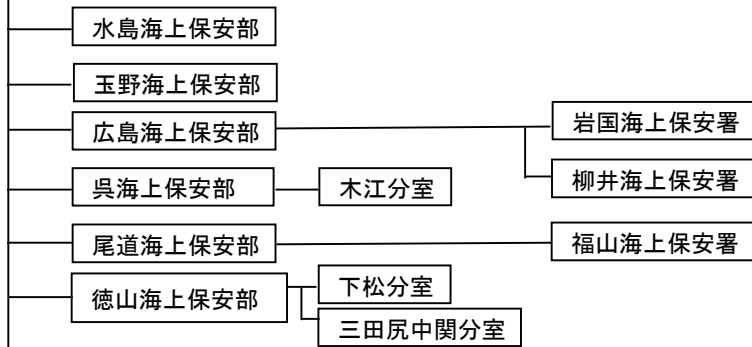 水島海上保安部
玉野海上保安部
広島海上保安部
岩国海上保安署
柳井海上保安署
呉海上保安部
木江分室
尾道海上保安部
福山海上保安署
徳山海上保安部
下松分室
三田尻中関分室